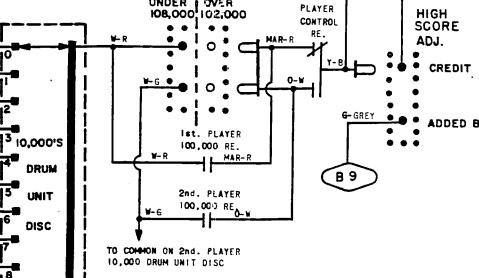 UNDER OVER
108,000 102,000
PLAYER
CONTROL
RE.
HIGH
SCORE
ADJ.
0
W-R
MAR-R
Y-B
CREDIT
1
W-G
O-W
2
G-GREY
ADDED B
3
10,000'S
1st. PLAYER
100,000 RE.
W-R
MAR-R
4
DRUM
B 9
5
UNIT
2nd. PLAYER
100,000 RE.
6
W-G
O-W
DISC
7
TO COMMON ON 2nd. PLAYER
10,000 DRUM UNIT DISC
8